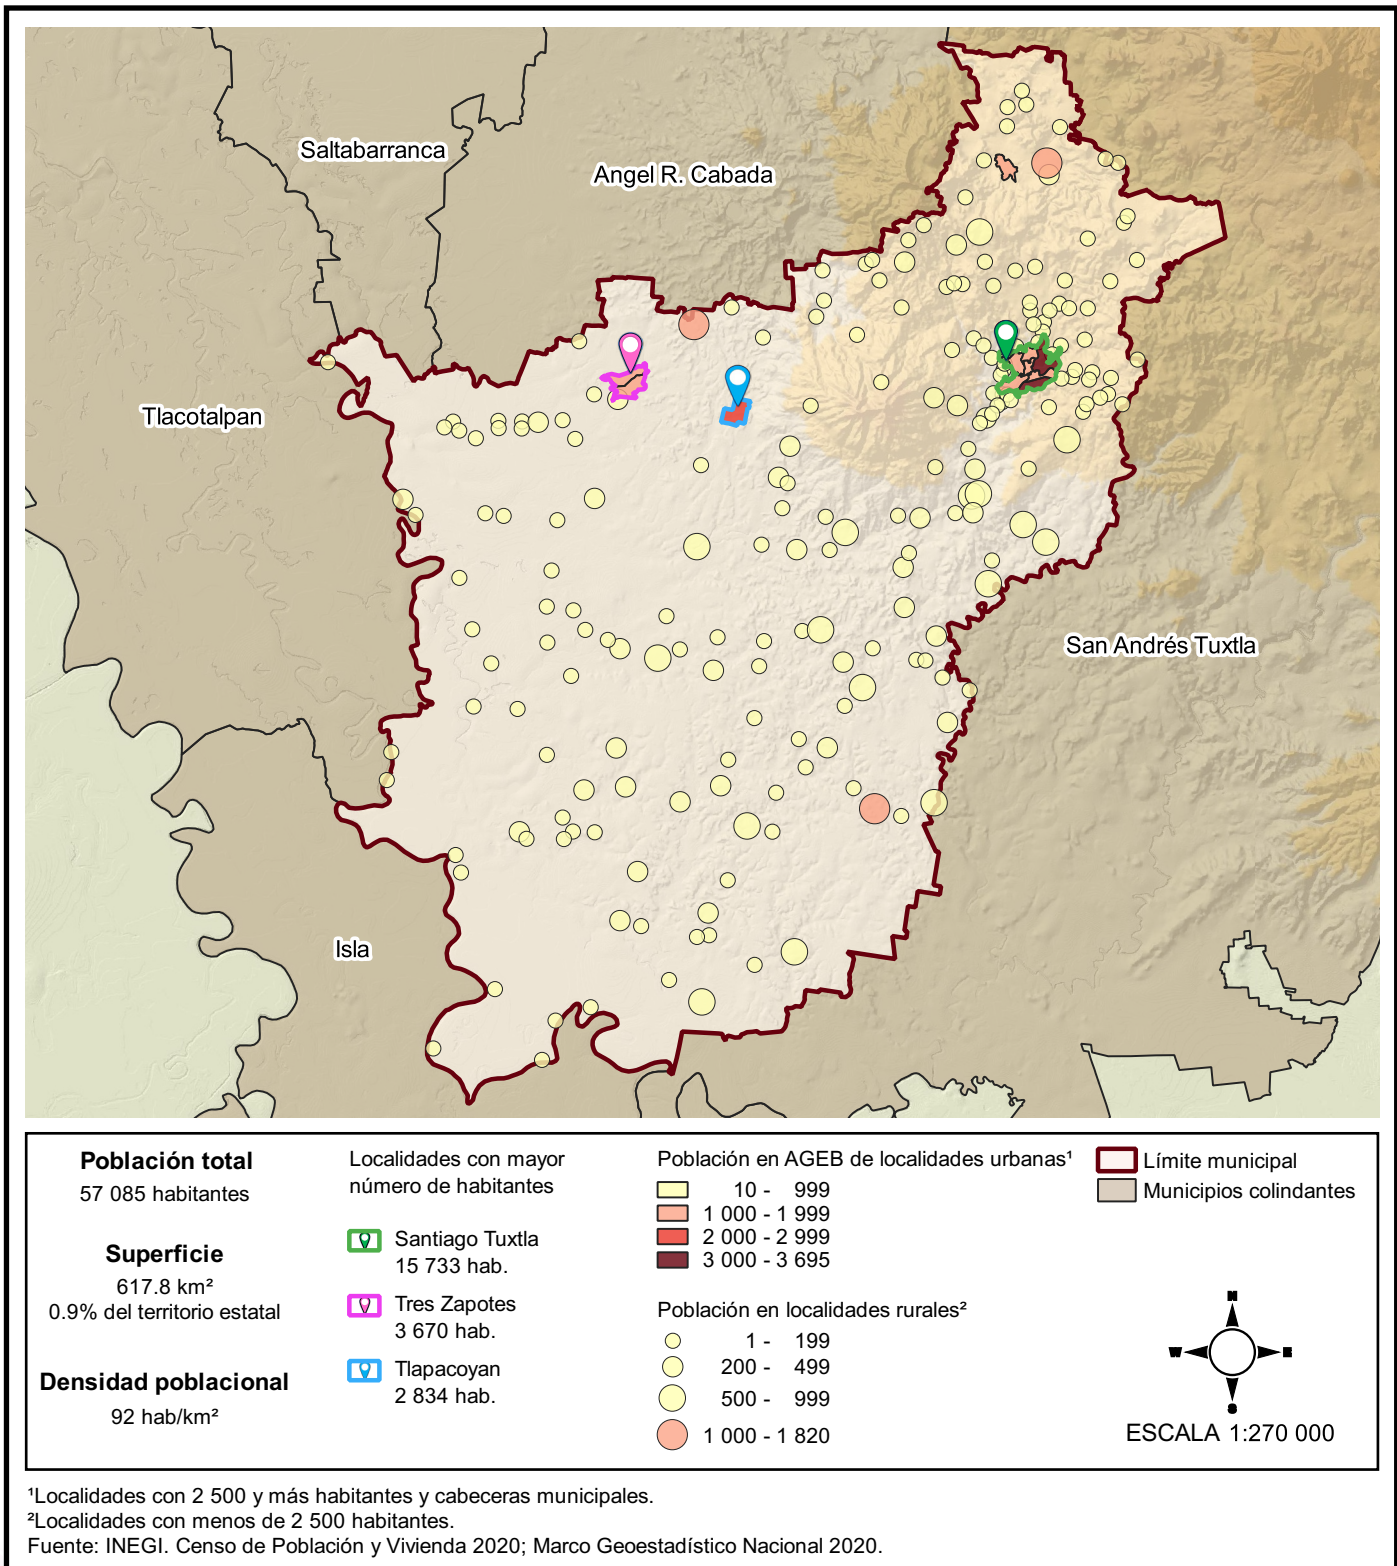 Saltabarranca
Angel R. Cabada
Tlacotalpan
San Andrés Tuxtla
Isla
Población total
57 085 habitantes
Superficie
617.8 km²
0.9% del territorio estatal
Densidad poblacional
92 hab/km²
Localidades con mayor
número de habitantes
Santiago Tuxtla
15 733 hab.
Tres Zapotes
3 670 hab.
Tlapacoyan
2 834 hab.
Población en AGEB de localidades urbanas¹
10 - 999
1 000 - 1 999
2 000 - 2 999
3 000 - 3 695
Población en localidades rurales²
1 - 199
200 - 499
500 - 999
1 000 - 1 820
Límite municipal
Municipios colindantes
N
W
E
S
ESCALA 1:270 000
¹Localidades con 2 500 y más habitantes y cabeceras municipales.
²Localidades con menos de 2 500 habitantes.
Fuente: INEGI. Censo de Población y Vivienda 2020; Marco Geoestadístico Nacional 2020.